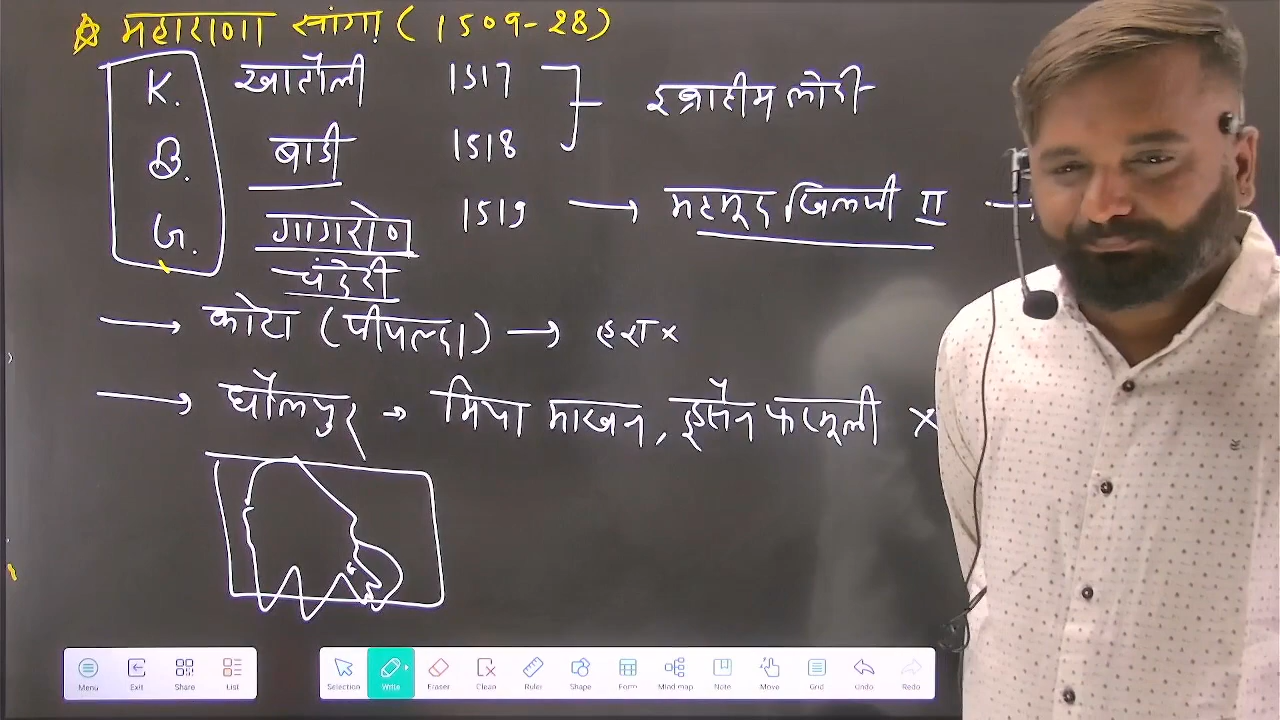 महाराणा सांगा (1509-28)
K. खातौली 1517
इब्राहीम लोदी
B. बाडी 1518
G. गागरोण 1519 → महमूद खिलजी II →
चंदेरी
→ कोटा (पीपल्दा) → हरा x
→ धौलपुर → मिया माखन, हुसैन फरमूली x
Menu Exit Share List Selection Write Eraser Clean Ruler Shape Form Mind map Note Move Grid Undo Redo